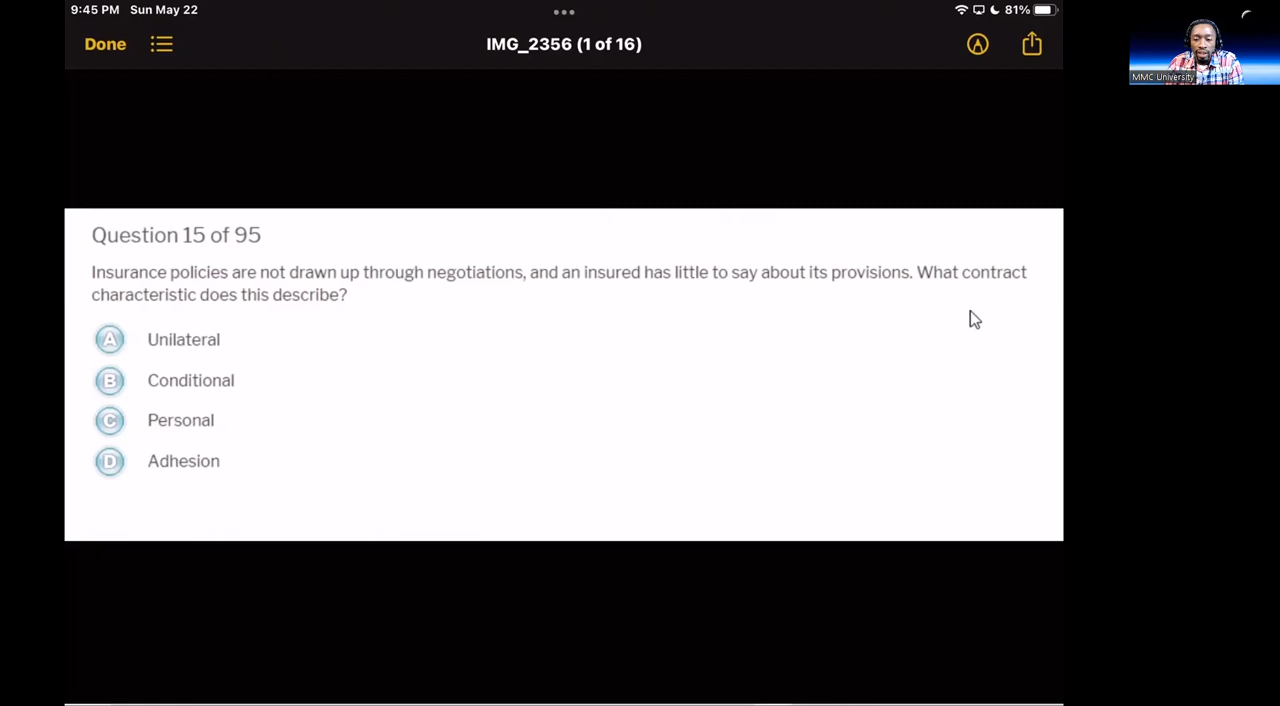 9:45 PM Sun May 22
81%
Done
IMG_2356 (1 of 16)
MMC University
Question 15 of 95
Insurance policies are not drawn up through negotiations, and an insured has little to say about its provisions. What contract
characteristic does this describe?
A Unilateral
B Conditional
C Personal
D Adhesion